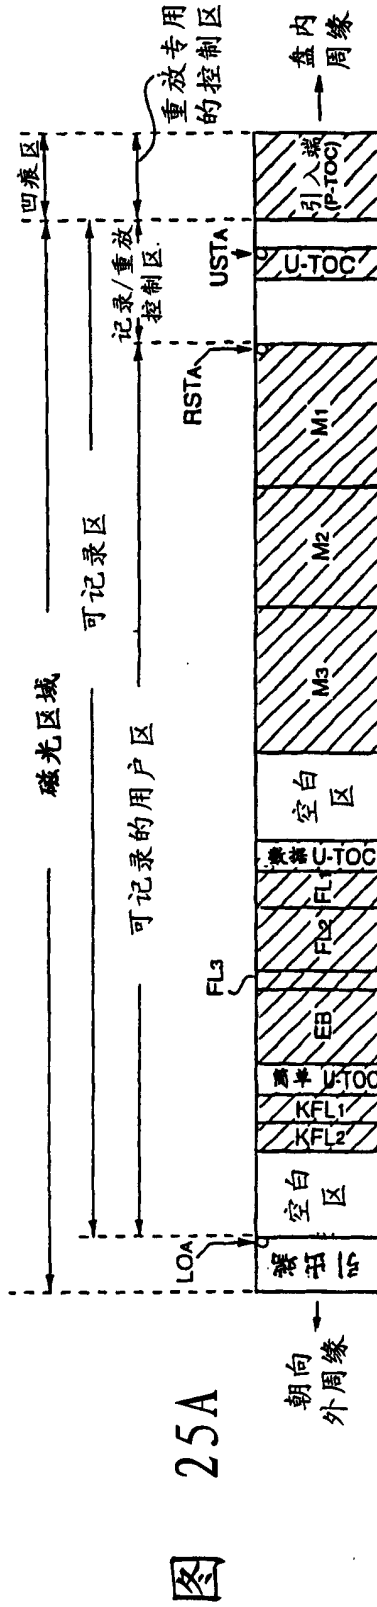 图 25A
磁光区域
凹痕区
可记录区
重放专用
的控制区
记录/重放
控制区
可记录的用户区
LOA
FL3
RSTA
USTA
朝向
外周缘
引出端
空白
区
KFL2
KFL1
简单 U-TOC
EB
FL2
FL1
数据 U-TOC
空白
区
M3
M2
M1
U-TOC
引入端
(P-TOC)
盘内
周缘